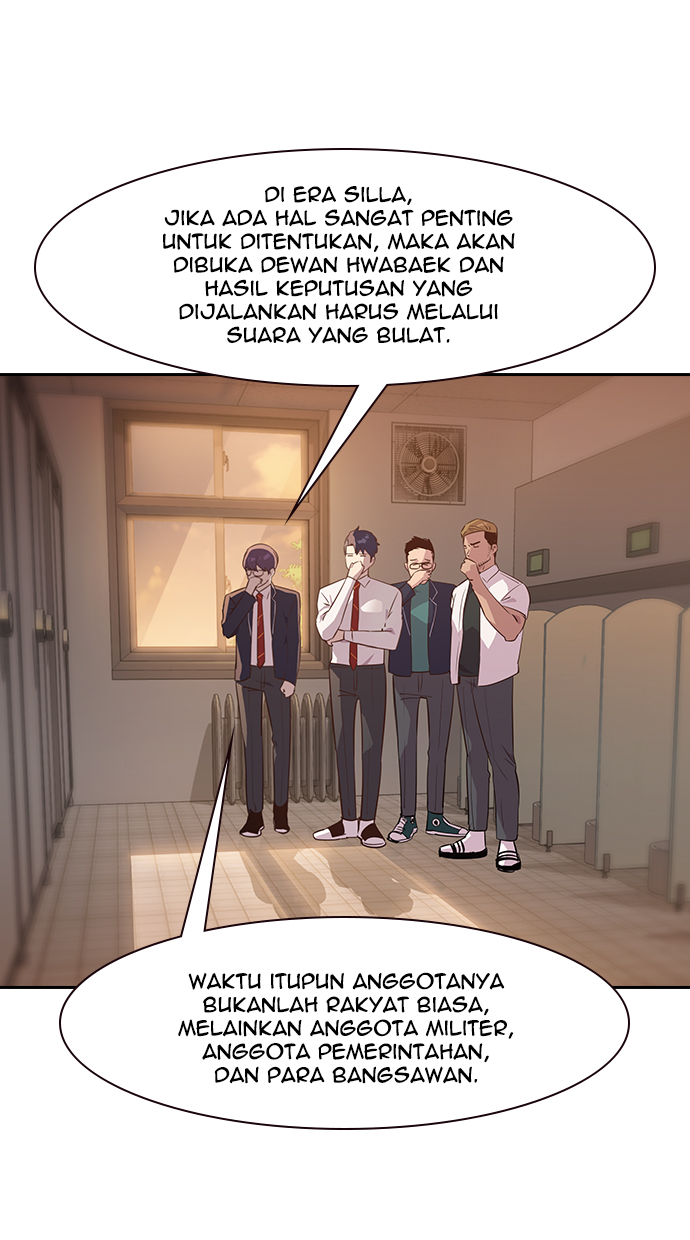 DI ERA SILLA,
JIKA ADA HAL SANGAT PENTING
UNTUK DITENTUKAN, MAKA AKAN
DIBUKA DEWAN HWABAEK DAN
HASIL KEPUTUSAN YANG
DIJALANKAN HARUS MELALUI
SUARA YANG BULAT.
WAKTU ITUPUN ANGGOTANYA
BUKANLAH RAKYAT BIASA,
MELAINKAN ANGGOTA MILITER,
ANGGOTA PEMERINTAHAN,
DAN PARA BANGSAWAN.